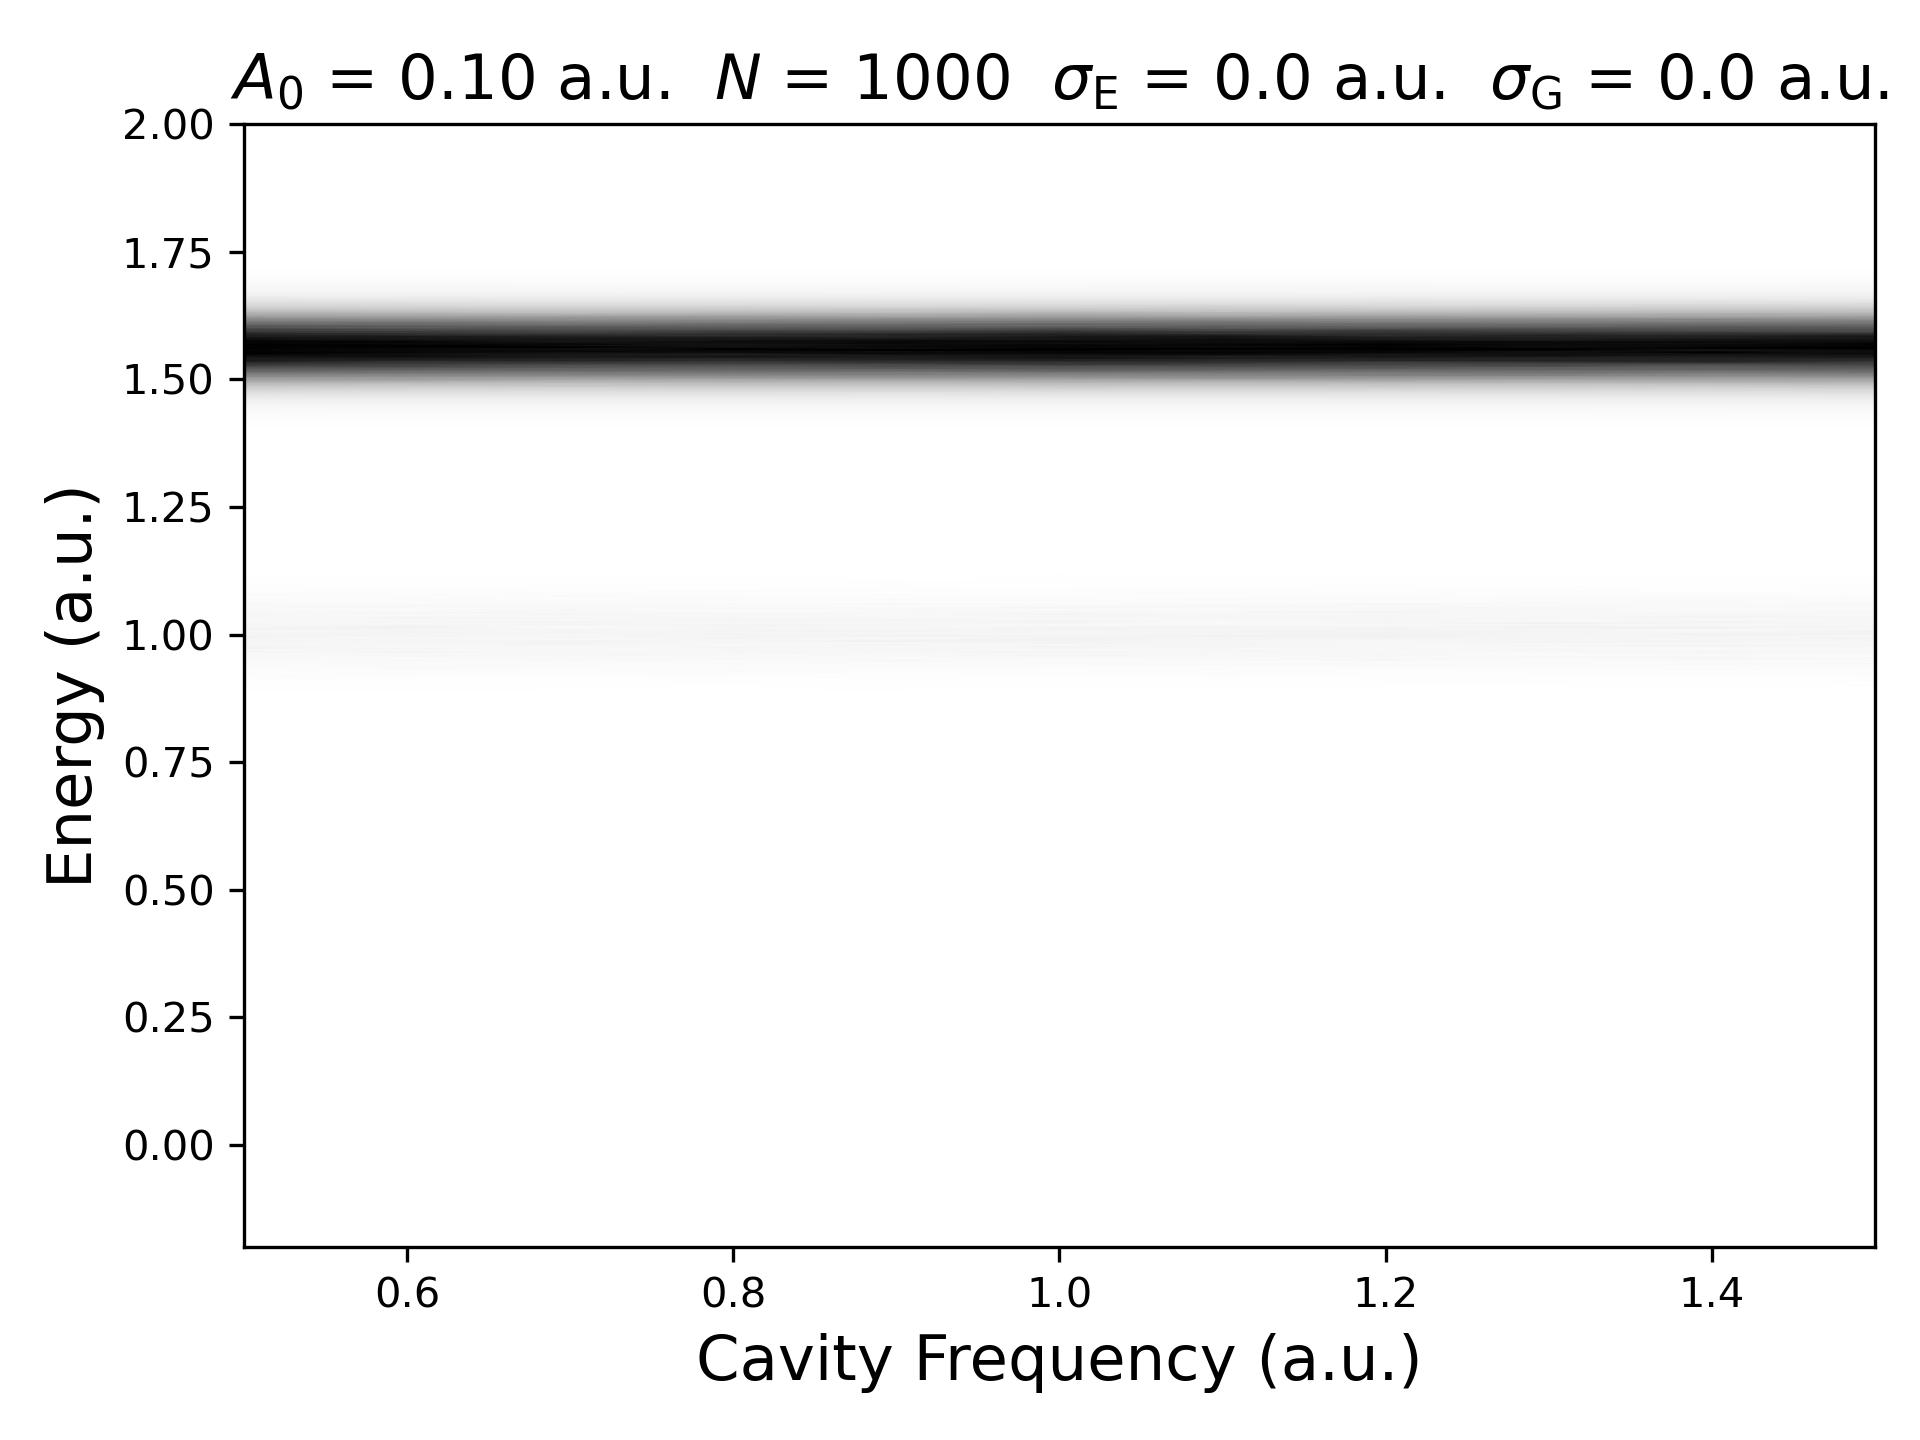 A₀ = 0.10 a.u. N = 1000 σ_E = 0.0 a.u. σ_G = 0.0 a.u.
2.00
1.75
1.50
1.25
1.00
0.75
0.50
0.25
0.00
Energy (a.u.)
0.6 0.8 1.0 1.2 1.4
Cavity Frequency (a.u.)